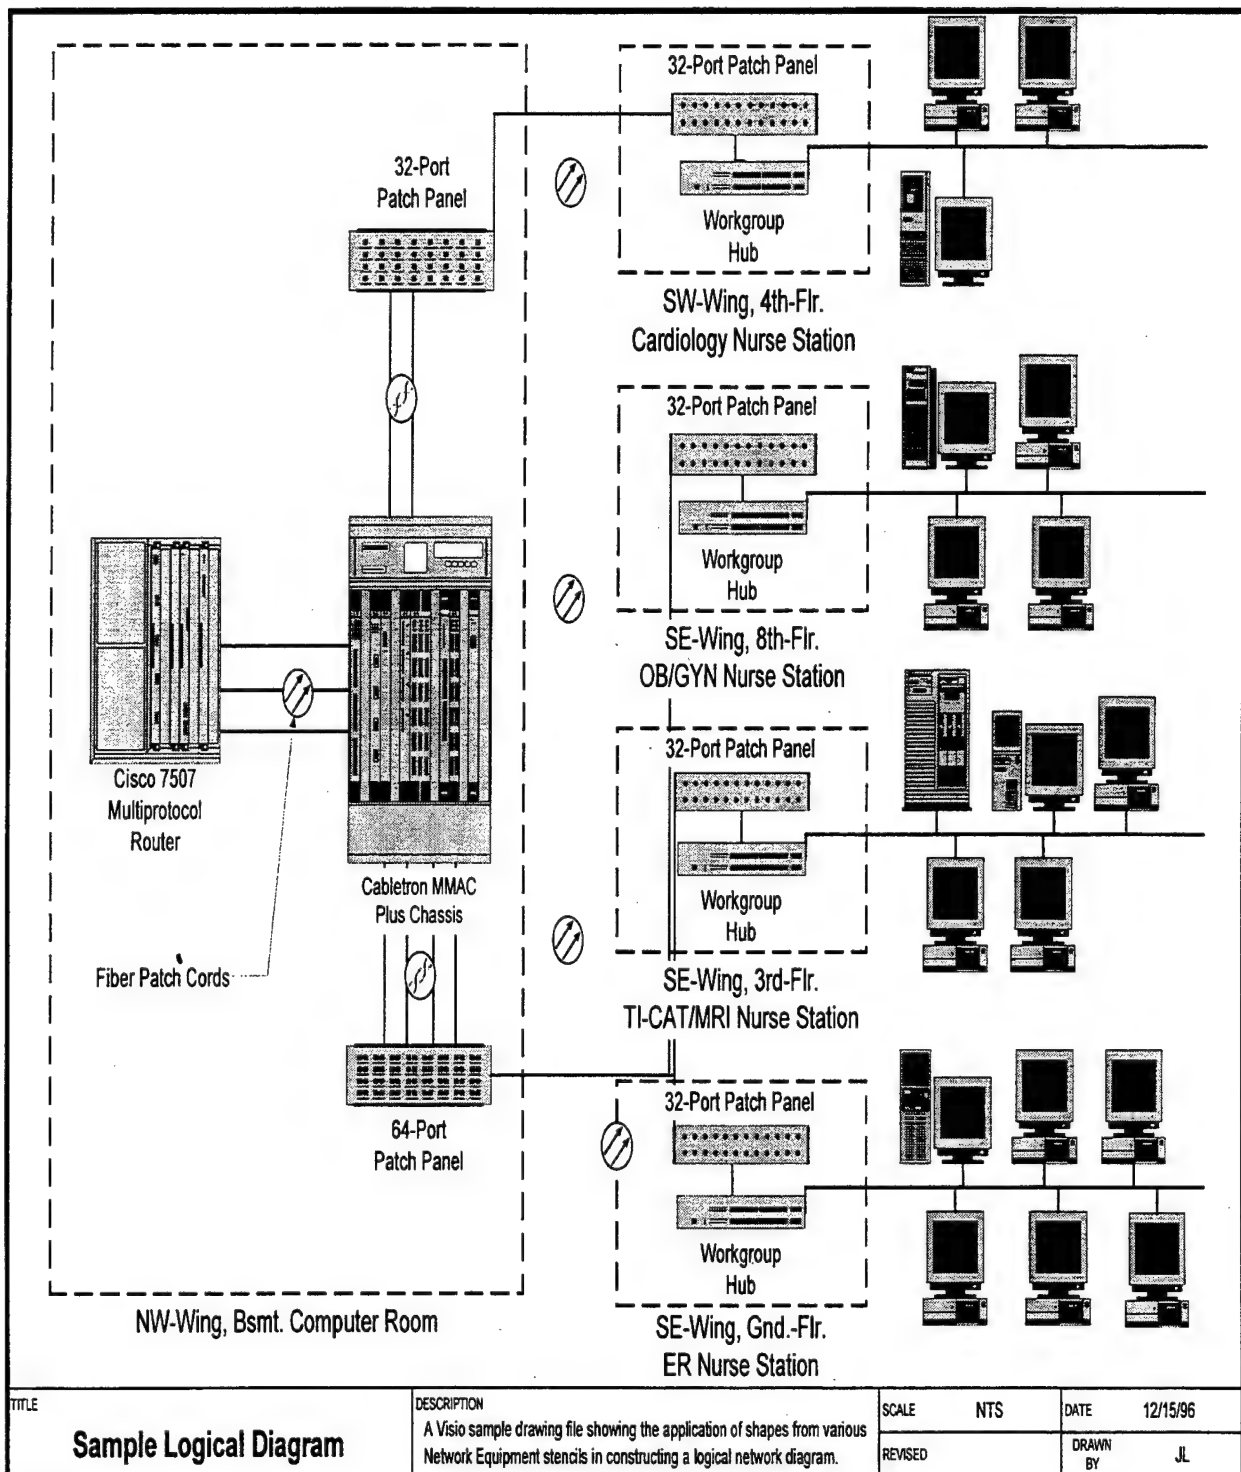 32-Port Patch Panel
32-Port
Patch Panel
Workgroup
Hub
SW-Wing, 4th-Flr.
Cardiology Nurse Station
32-Port Patch Panel
Workgroup
Hub
SE-Wing, 8th-Flr.
OB/GYN Nurse Station
Cisco 7507
Multiprotocol
Router
32-Port Patch Panel
Cabletron MMAC
Plus Chassis
Workgroup
Hub
Fiber Patch Cords
SE-Wing, 3rd-Flr.
TI-CAT/MRI Nurse Station
64-Port
Patch Panel
32-Port Patch Panel
Workgroup
Hub
NW-Wing, Bsmt. Computer Room
SE-Wing, Gnd.-Flr.
ER Nurse Station
TITLE
Sample Logical Diagram
DESCRIPTION
A Visio sample drawing file showing the application of shapes from various
Network Equipment stencils in constructing a logical network diagram.
SCALE NTS
DATE 12/15/96
REVISED
DRAWN
BY JL